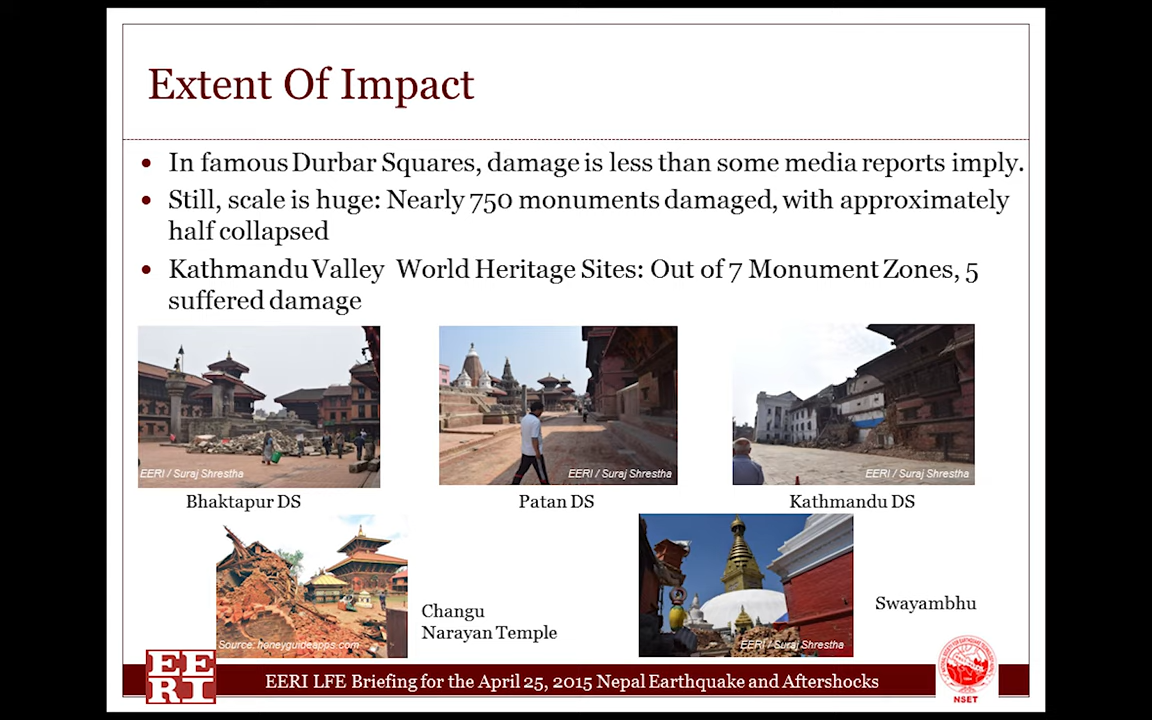 Extent Of Impact
In famous Durbar Squares, damage is less than some media reports imply.
Still, scale is huge: Nearly 750 monuments damaged, with approximately
half collapsed
Kathmandu Valley World Heritage Sites: Out of 7 Monument Zones, 5
suffered damage
EERI / Suraj Shrestha
EERI / Suraj Shrestha
EERI / Suraj Shrestha
Bhaktapur DS
Patan DS
Kathmandu DS
Changu
Narayan Temple
Source: honeyguideapps.com
Swayambhu
EERI / Suraj Shrestha
EE
RI
EERI LFE Briefing for the April 25, 2015 Nepal Earthquake and Aftershocks
NSET